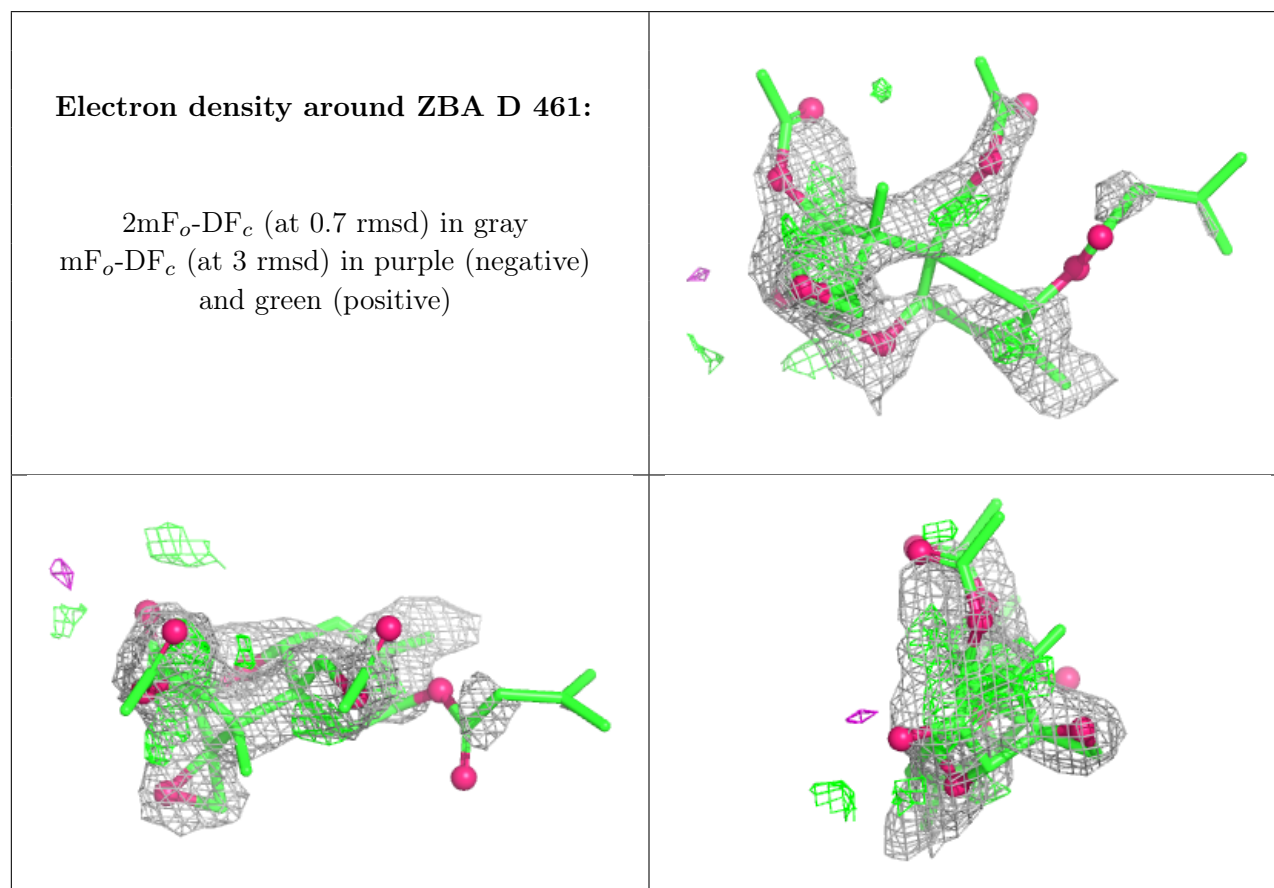 Electron density around ZBA D 461:
2mFo-DFc (at 0.7 rmsd) in gray
mFo-DFc (at 3 rmsd) in purple (negative)
and green (positive)